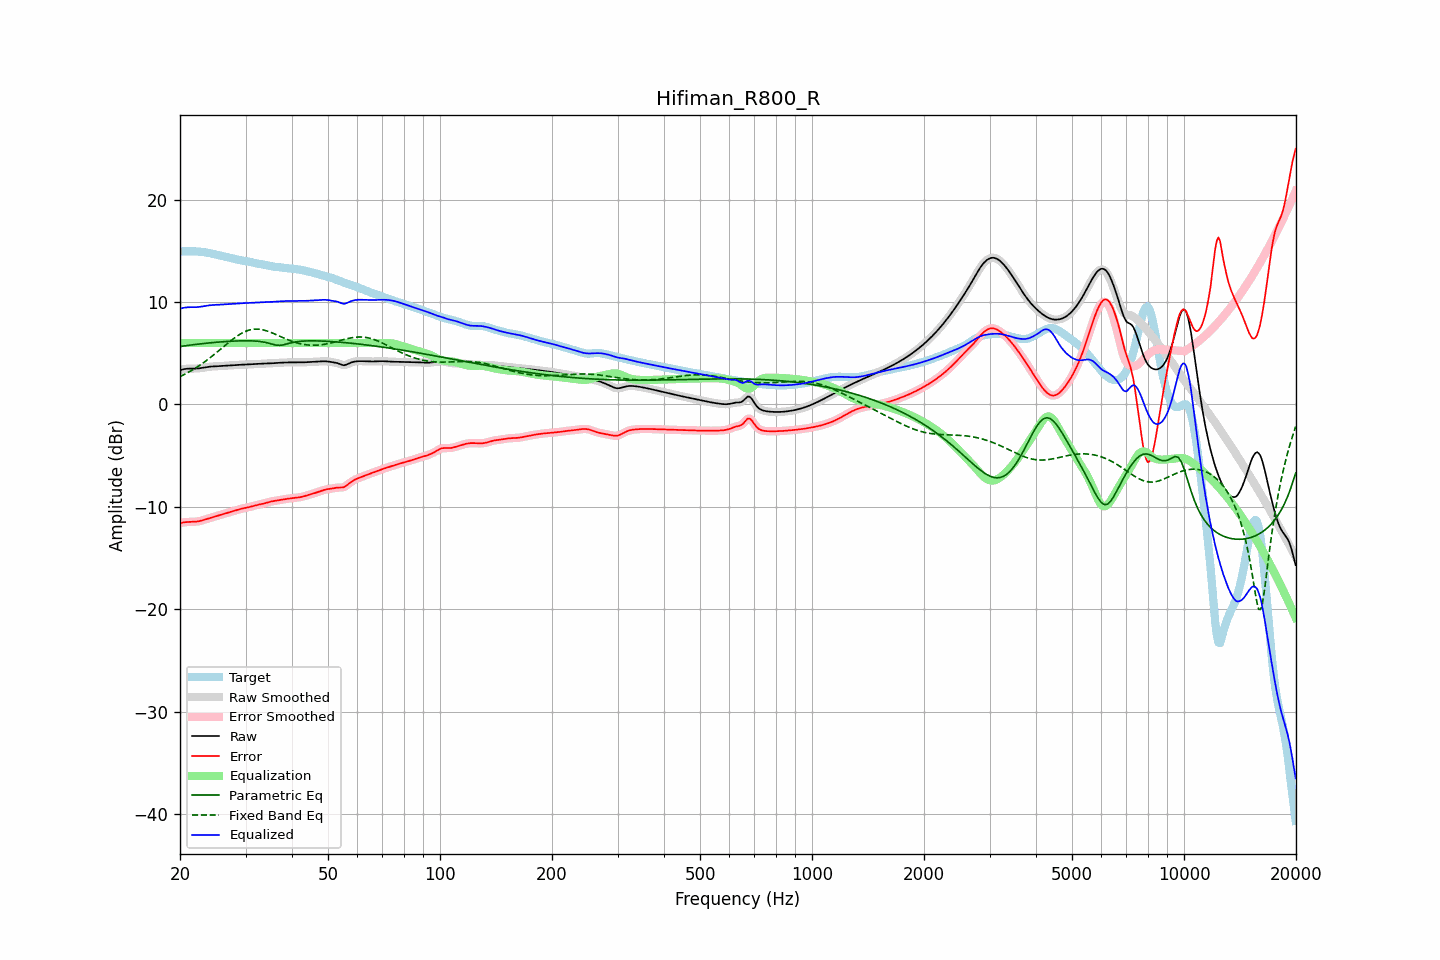 Hifiman_R800_R
Amplitude (dBr)
20
10
0
−10
−20
−30
−40
Target
Raw Smoothed
Error Smoothed
Raw
Error
Equalization
Parametric Eq
Fixed Band Eq
Equalized
20 50 100 200 500 1000 2000 5000 10000 20000
Frequency (Hz)